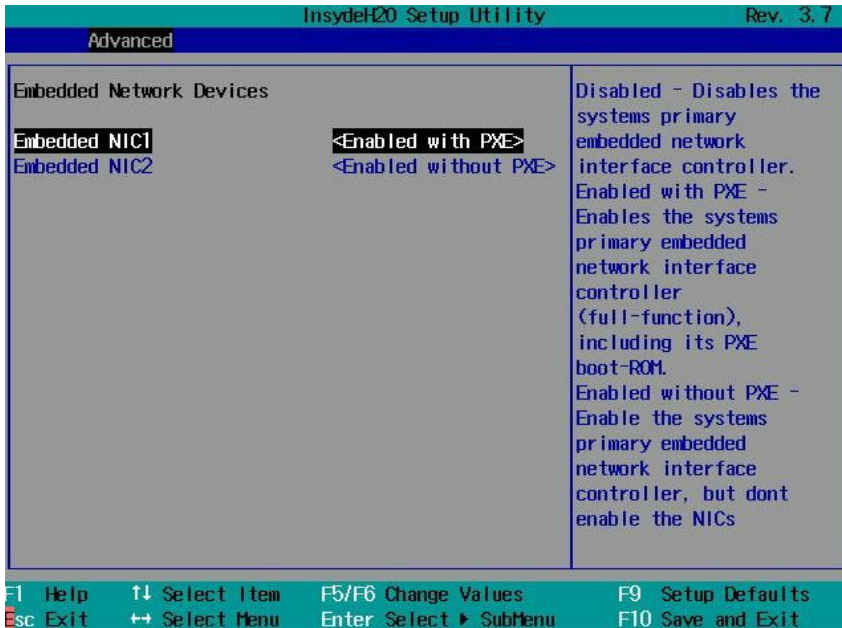 InsydeH20 Setup Utility Rev. 3.7
Advanced
Embedded Network Devices
Embedded NIC1 <Enabled with PXE>
Embedded NIC2 <Enabled without PXE>
Disabled - Disables the
systems primary
embedded network
interface controller.
Enabled with PXE -
Enables the systems
primary embedded
network interface
controller
(full-function),
including its PXE
boot-ROM.
Enabled without PXE -
Enable the systems
primary embedded
network interface
controller, but dont
enable the NICs
F1 Help ↑↓ Select Item F5/F6 Change Values F9 Setup Defaults
Esc Exit ↔ Select Menu Enter Select ▶ SubMenu F10 Save and Exit